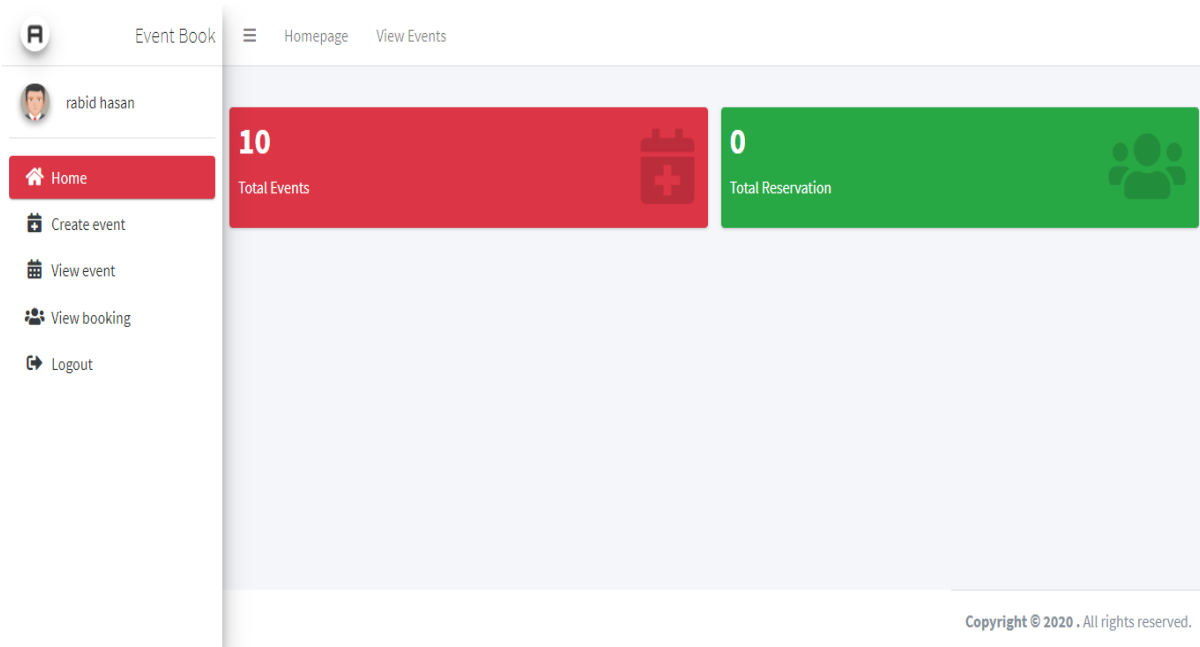 Event Book
Homepage View Events
rabid hasan
Home
Create event
View event
View booking
Logout
10
Total Events
0
Total Reservation
Copyright © 2020 . All rights reserved.